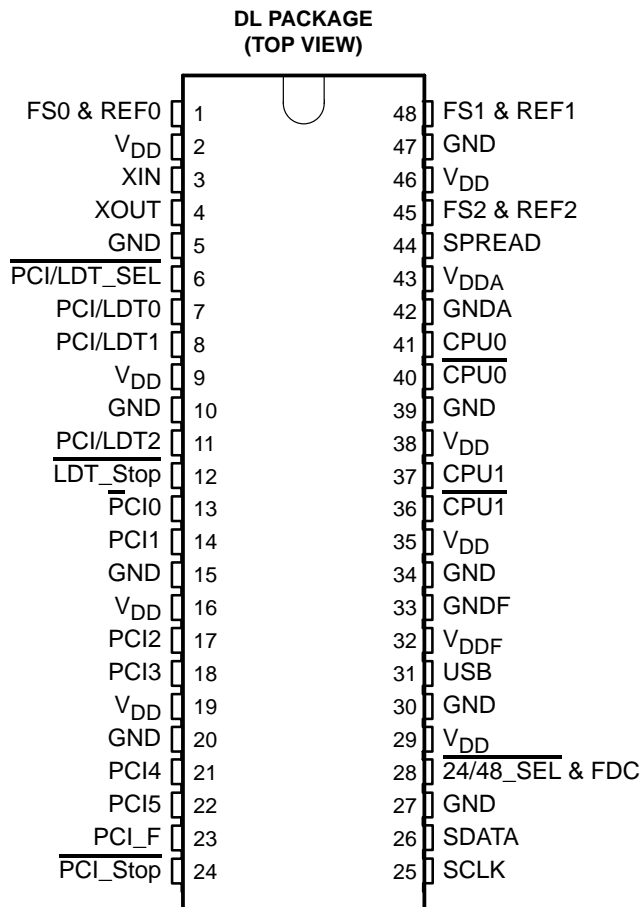 DL PACKAGE
(TOP VIEW)
FS0 & REF0 1 48 FS1 & REF1
VDD 2 47 GND
XIN 3 46 VDD
XOUT 4 45 FS2 & REF2
GND 5 44 SPREAD
PCI/LDT_SEL 6 43 VDDA
PCI/LDT0 7 42 GNDA
PCI/LDT1 8 41 CPU0
VDD 9 40 CPU0
GND 10 39 GND
PCI/LDT2 11 38 VDD
LDT_Stop 12 37 CPU1
PCI0 13 36 CPU1
PCI1 14 35 VDD
GND 15 34 GND
VDD 16 33 GNDF
PCI2 17 32 VDDF
PCI3 18 31 USB
VDD 19 30 GND
GND 20 29 VDD
PCI4 21 28 24/48_SEL & FDC
PCI5 22 27 GND
PCI_F 23 26 SDATA
PCI_Stop 24 25 SCLK